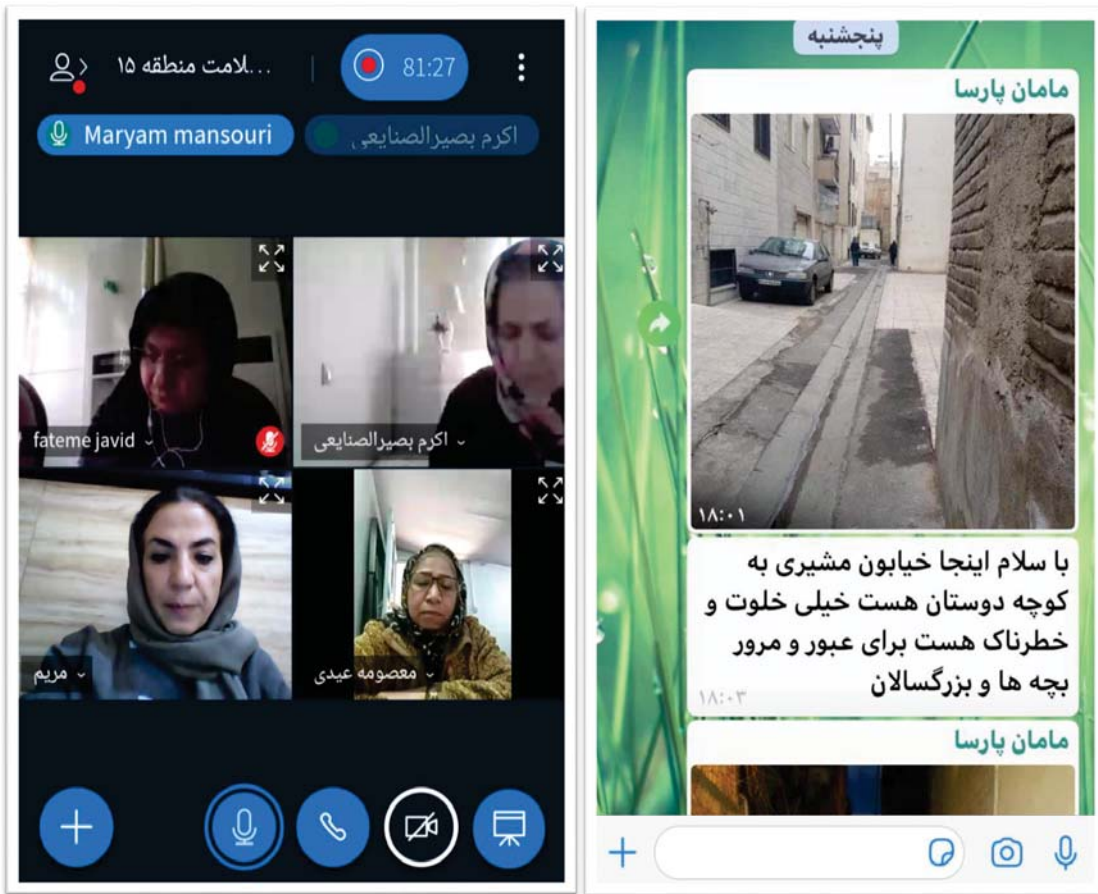 ...لامت منطقه ۱۵
81:27
Maryam mansouri
اکرم بصیرالصنایعی
fateme javid
اکرم بصیرالصنایعی
مریم
معصومه عیدی
پنجشنبه
مامان پارسا
۱۸:۰۱
با سلام اینجا خیابون مشیری به
کوچه دوستان هست خیلی خلوت و
خطرناک هست برای عبور و مرور
بچه ها و بزرگسالان
۱۸:۰۳
مامان پارسا